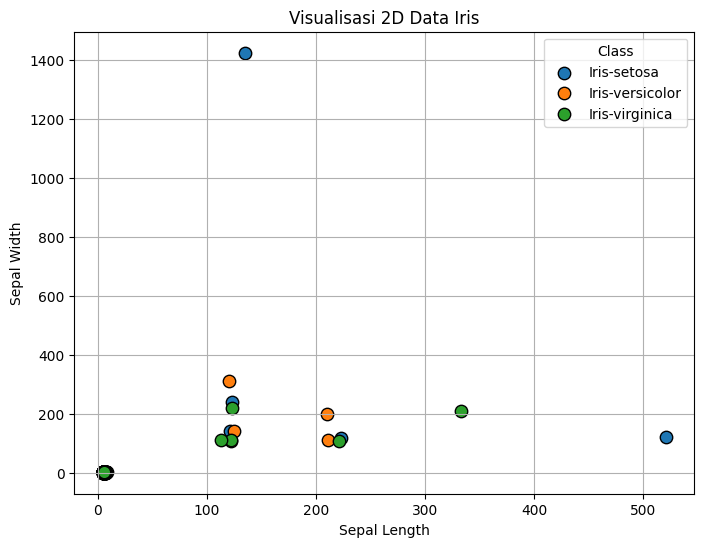 Visualisasi 2D Data Iris
Class
Iris-setosa
Iris-versicolor
Iris-virginica
1400
1200
1000
800
600
400
200
0
Sepal Width
0 100 200 300 400 500
Sepal Length